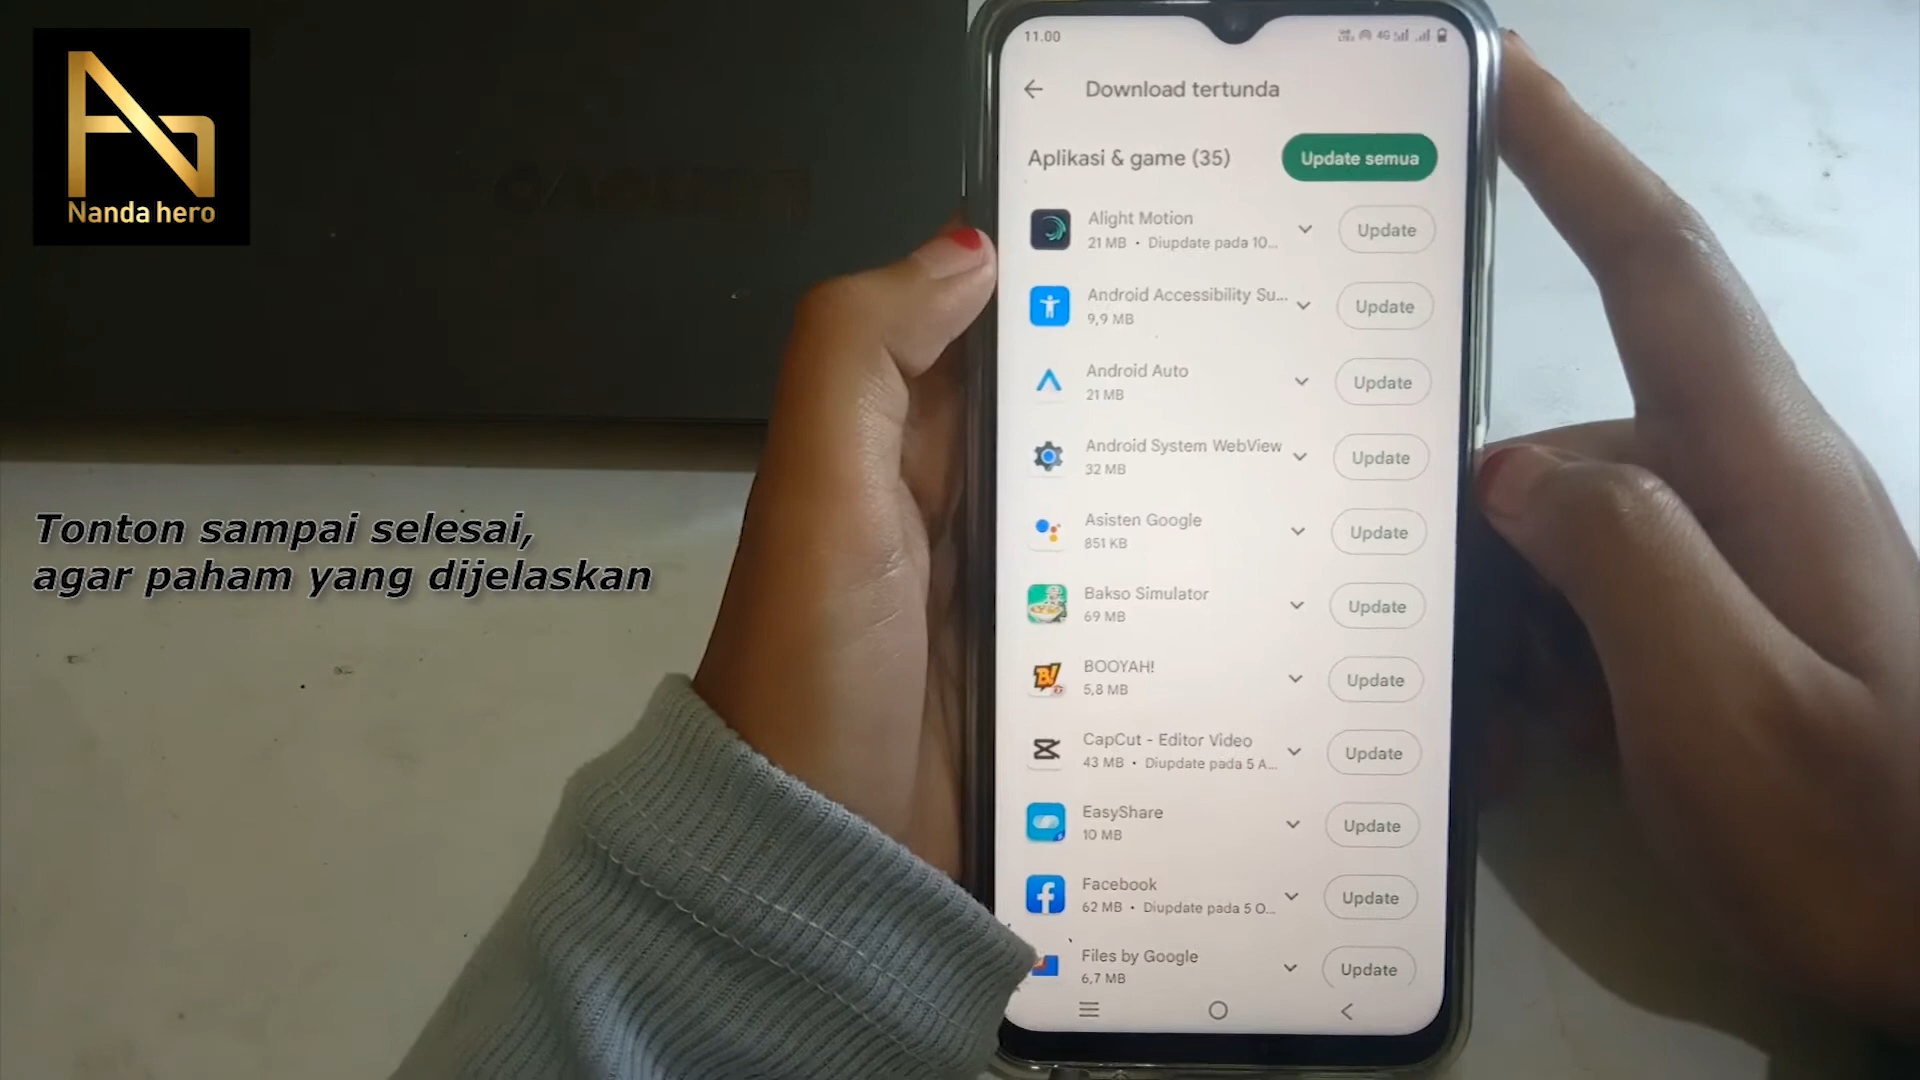 Nanda hero
Tonton sampai selesai,
agar paham yang dijelaskan
11.00
4G
Download tertunda
Aplikasi & game (35)
Update semua
Alight Motion
21 MB • Diupdate pada 10...
Update
Android Accessibility Su...
9,9 MB
Update
Android Auto
21 MB
Update
Android System WebView
32 MB
Update
Asisten Google
851 KB
Update
Bakso Simulator
69 MB
Update
BOOYAH!
5,8 MB
Update
CapCut - Editor Video
43 MB • Diupdate pada 5 A...
Update
EasyShare
10 MB
Update
Facebook
62 MB • Diupdate pada 5 O...
Update
Files by Google
6,7 MB
Update